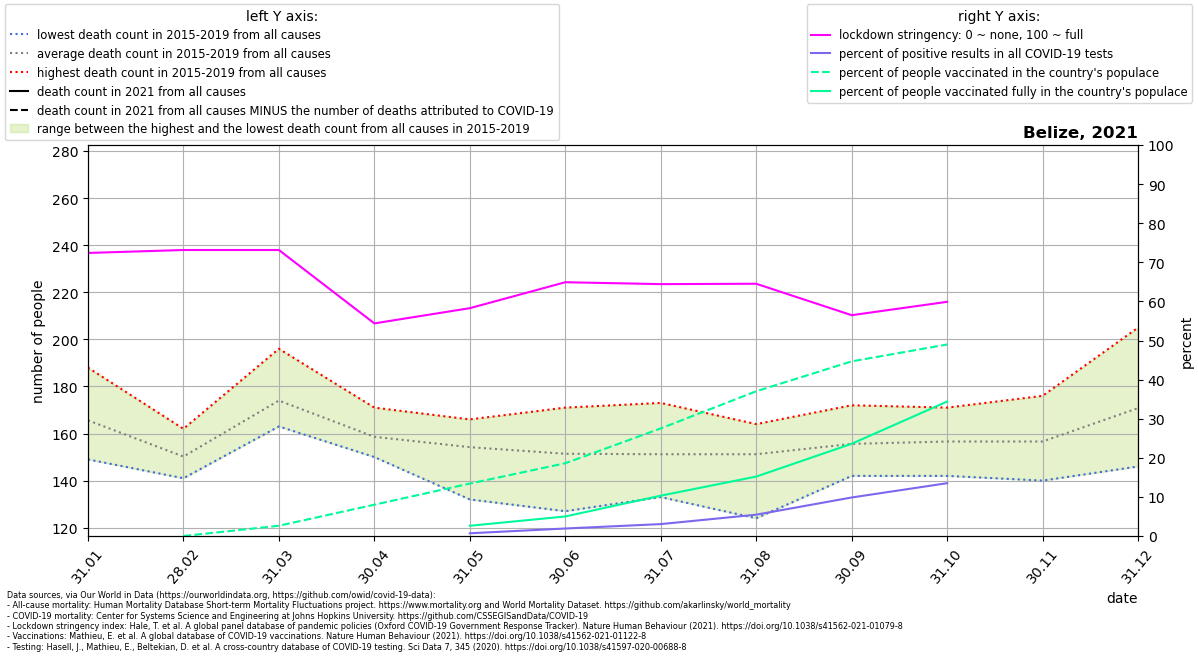 left Y axis:
lowest death count in 2015-2019 from all causes
average death count in 2015-2019 from all causes
highest death count in 2015-2019 from all causes
death count in 2021 from all causes
death count in 2021 from all causes MINUS the number of deaths attributed to COVID-19
range between the highest and the lowest death count from all causes in 2015-2019
right Y axis:
lockdown stringency: 0 ~ none, 100 ~ full
percent of positive results in all COVID-19 tests
percent of people vaccinated in the country's populace
percent of people vaccinated fully in the country's populace
Belize, 2021
number of people
280
260
240
220
200
180
160
140
120
100
90
80
70
60
50
40
30
20
10
0
percent
31.01
28.02
31.03
30.04
31.05
30.06
31.07
31.08
30.09
31.10
30.11
31.12
date
Data sources, via Our World in Data (https://ourworldindata.org, https://github.com/owid/covid-19-data):
- All-cause mortality: Human Mortality Database Short-term Mortality Fluctuations project. https://www.mortality.org and World Mortality Dataset. https://github.com/akarlinsky/world_mortality
- COVID-19 mortality: Center for Systems Science and Engineering at Johns Hopkins University. https://github.com/CSSEGISandData/COVID-19
- Lockdown stringency index: Hale, T. et al. A global panel database of pandemic policies (Oxford COVID-19 Government Response Tracker). Nature Human Behaviour (2021). https://doi.org/10.1038/s41562-021-01079-8
- Vaccinations: Mathieu, E. et al. A global database of COVID-19 vaccinations. Nature Human Behaviour (2021). https://doi.org/10.1038/s41562-021-01122-8
- Testing: Hasell, J., Mathieu, E., Beltekian, D. et al. A cross-country database of COVID-19 testing. Sci Data 7, 345 (2020). https://doi.org/10.1038/s41597-020-00688-8